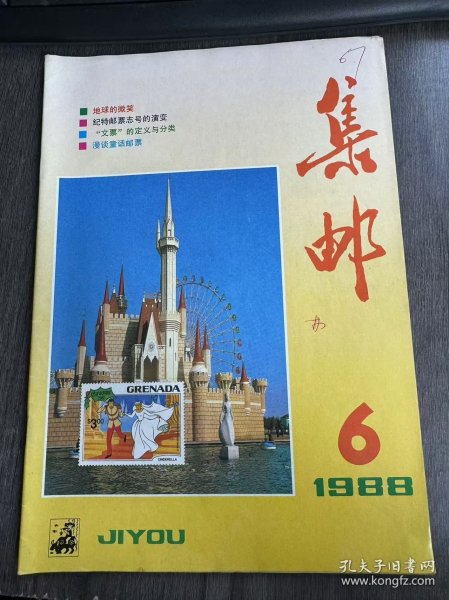 地球的微笑
纪特邮票志号的演变
“文票”的定义与分类
漫谈童话邮票
集邮
GRENADA
$3.00
CINDERELLA
6
1988
JIYOU
孔夫子旧书网
www.kongfz.com